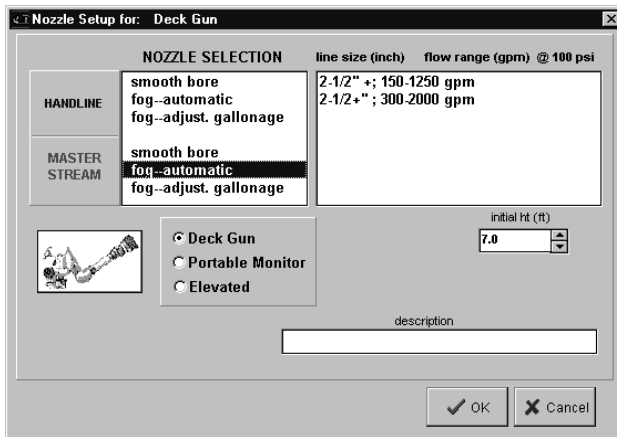 Nozzle Setup for: Deck Gun
NOZZLE SELECTION line size (inch) flow range (gpm) @ 100 psi
HANDLINE
smooth bore
fog--automatic
fog--adjust. gallonage
MASTER
STREAM
smooth bore
fog--automatic
fog--adjust. gallonage
2-1/2" +; 150-1250 gpm
2-1/2+" ; 300-2000 gpm
Deck Gun
Portable Monitor
Elevated
initial ht (ft)
7.0
description
OK
Cancel